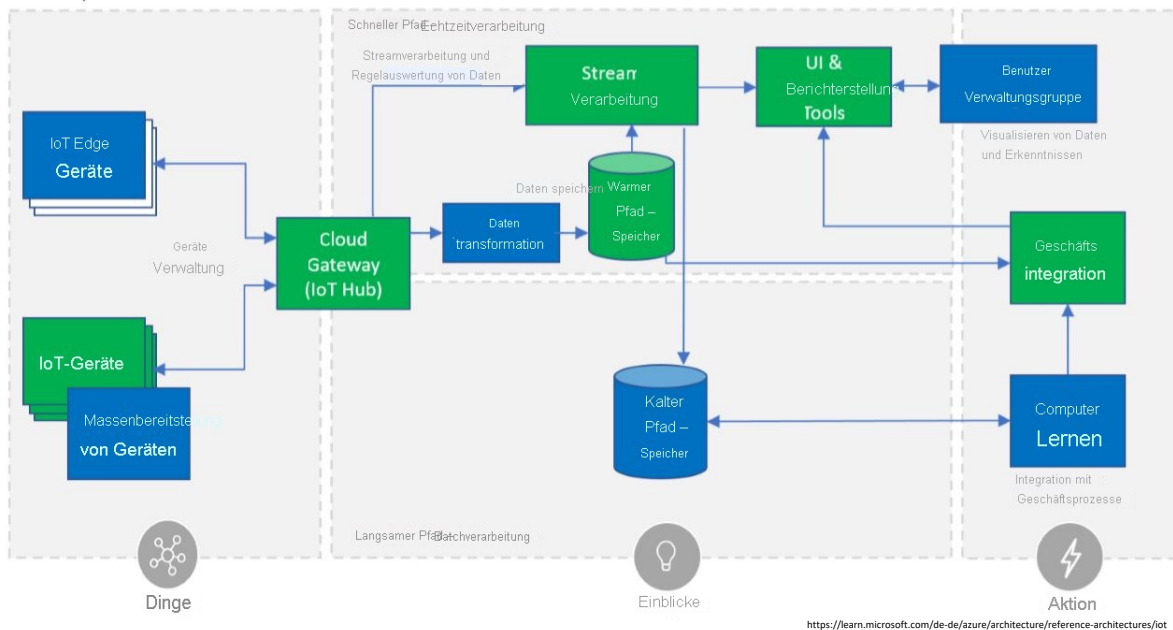 Schneller Pfad –
Echtzeitverarbeitung
Streamverarbeitung und
Regelauswertung von Daten
Stream
Verarbeitung
UI &
Berichterstellung
Tools
Benutzer
Verwaltungsgruppe
Visualisieren von Daten
und Erkenntnissen
IoT Edge
Geräte
Geräte
Verwaltung
Cloud
Gateway
(IoT Hub)
Daten
transformation
Daten speichern
Warmer
Pfad –
Speicher
Geschäfts
integration
IoT-Geräte
Massenbereitstellung
von Geräten
Kalter
Pfad –
Speicher
Computer
Lernen
Integration mit
Geschäftsprozesse
Langsamer Pfad –
Batchverarbeitung
Dinge
Einblicke
Aktion
https://learn.microsoft.com/de-de/azure/architecture/reference-architectures/iot